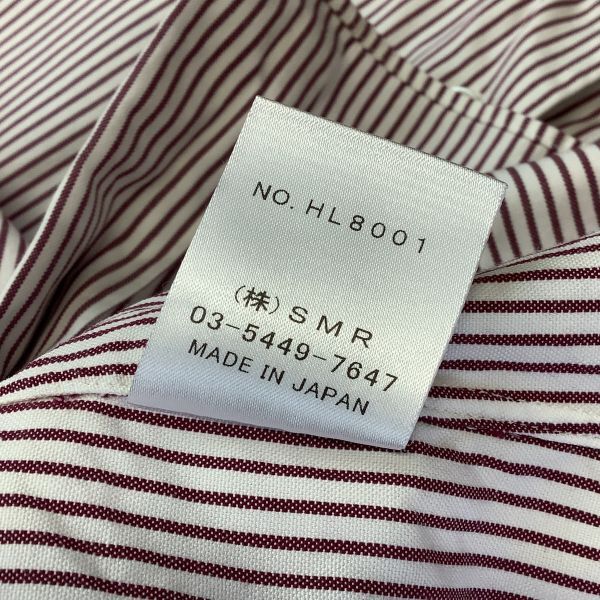 NO. HL8001
(株)SMR
03-5449-7647
MADE IN JAPAN